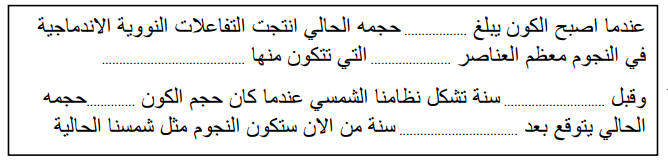 عندما اصبح الكون يبلغ .................. حجمه الحالي انتجت التفاعلات النووية الاندماجية
في النجوم معظم العناصر ...................... التي تتكون منها ........................................
وقبل ............................ سنة تشكل نظامنا الشمسي عندما كان حجم الكون .............حجمه
الحالي يتوقع بعد ................................. سنة من الان ستكون النجوم مثل شمسنا الحالية